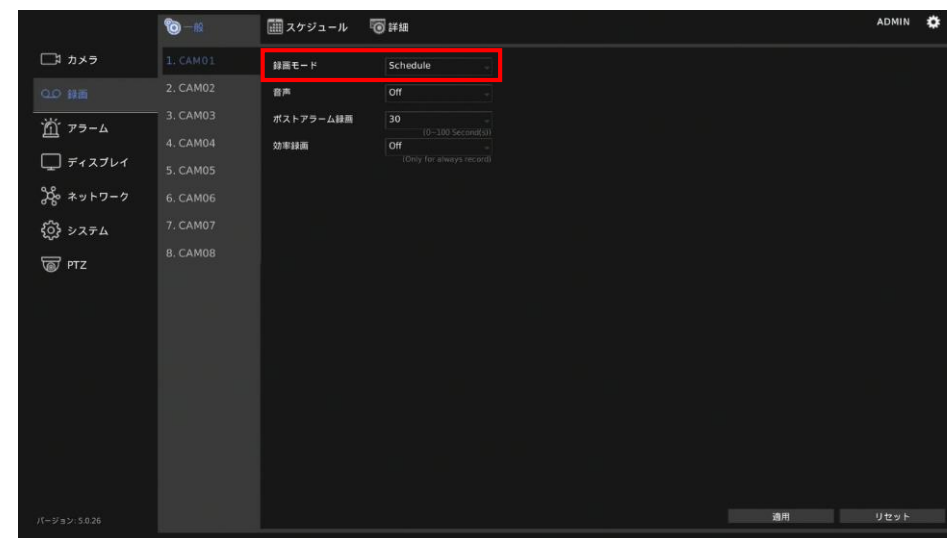 一般
スケジュール
詳細
ADMIN
カメラ
録画
アラーム
ディスプレイ
ネットワーク
システム
PTZ
1. CAM01
2. CAM02
3. CAM03
4. CAM04
5. CAM05
6. CAM06
7. CAM07
8. CAM08
録画モード Schedule
音声 Off
ポストアラーム録画 30
(0~100 Second(s))
効率録画 Off
(Only for always record)
適用
リセット
バージョン: 5.0.26